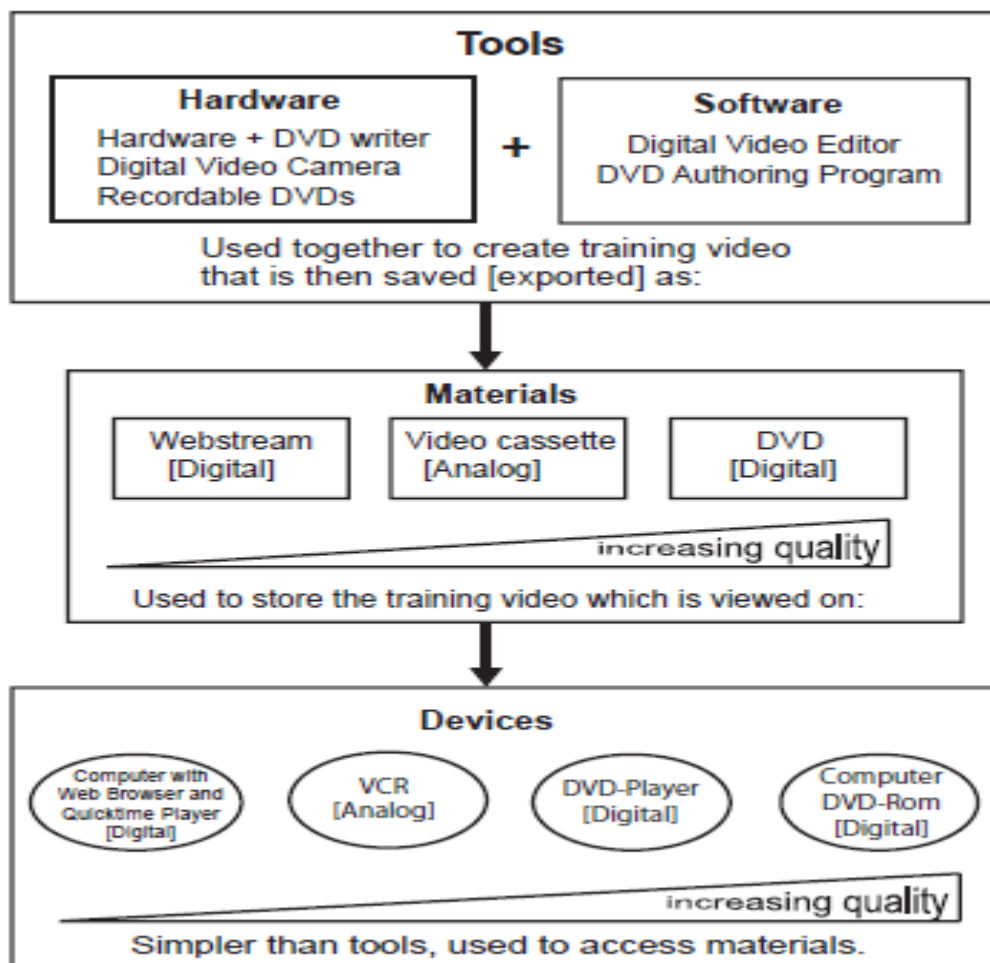 Tools
Hardware
Hardware + DVD writer
Digital Video Camera
Recordable DVDs
+
Software
Digital Video Editor
DVD Authoring Program
Used together to create training video
that is then saved [exported] as:
Materials
Webstream
[Digital]
Video cassette
[Analog]
DVD
[Digital]
increasing quality
Used to store the training video which is viewed on:
Devices
Computer with
Web Browser and
Quicktime Player
[Digital]
VCR
[Analog]
DVD-Player
[Digital]
Computer
DVD-Rom
[Digital]
increasing quality
Simpler than tools, used to access materials.